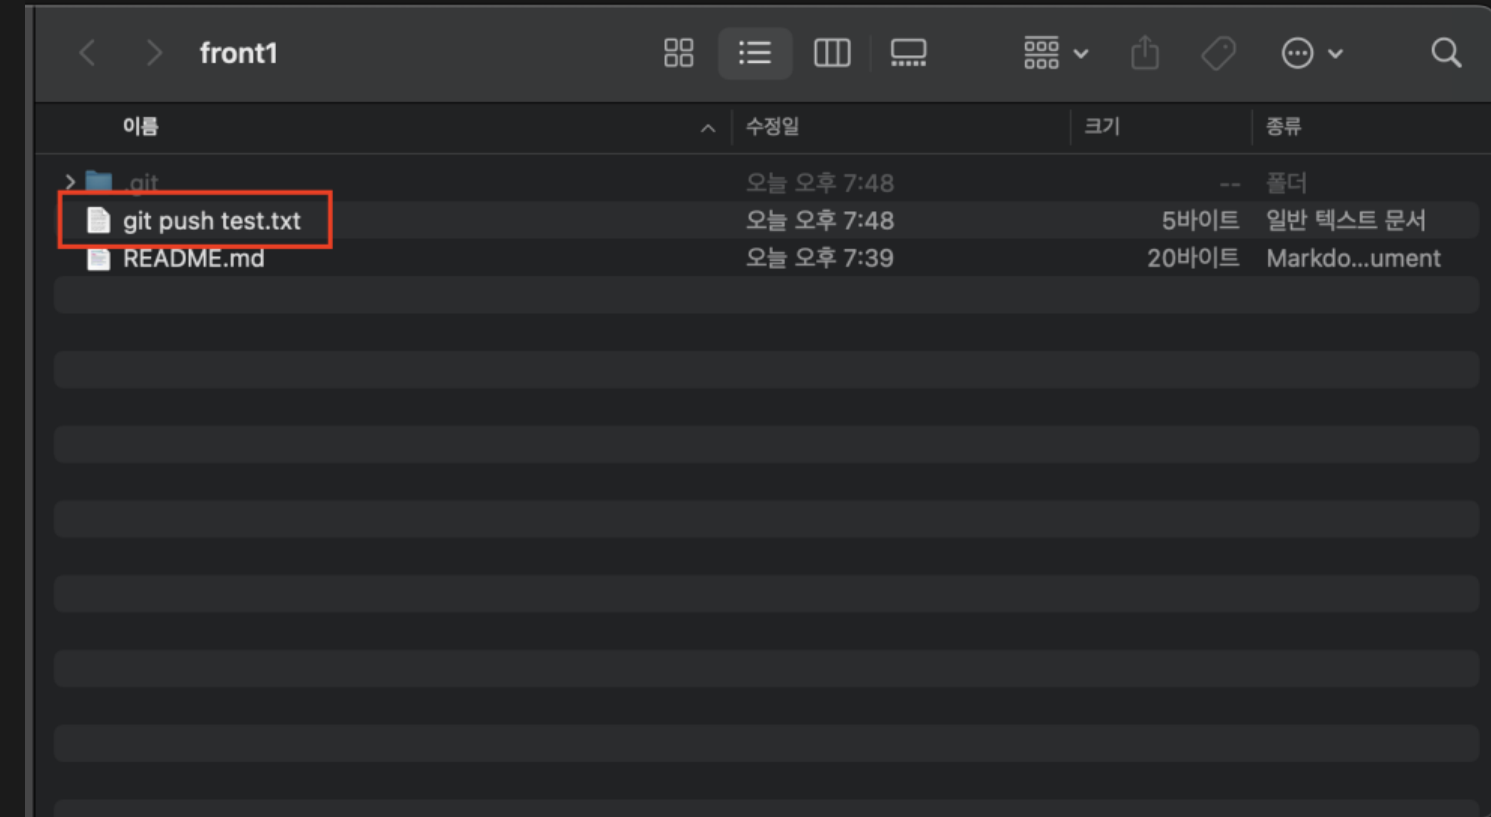 front1
이름 수정일 크기 종류
.git 오늘 오후 7:48 -- 폴더
git push test.txt 오늘 오후 7:48 5바이트 일반 텍스트 문서
README.md 오늘 오후 7:39 20바이트 Markdo...ument